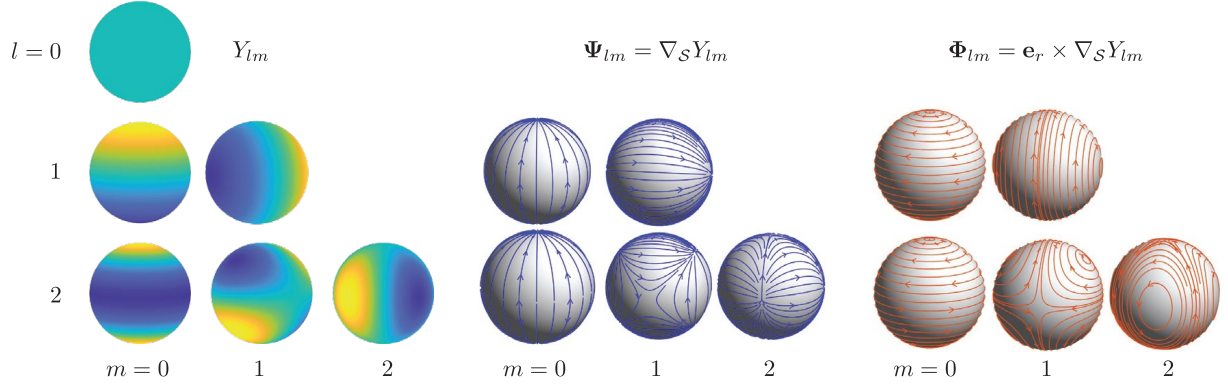 l = 0 Y_{lm} Ψ_{lm} = ∇_𝒮 Y_{lm} Φ_{lm} = e_r × ∇_𝒮 Y_{lm}
1
2
m = 0 1 2 m = 0 1 2 m = 0 1 2